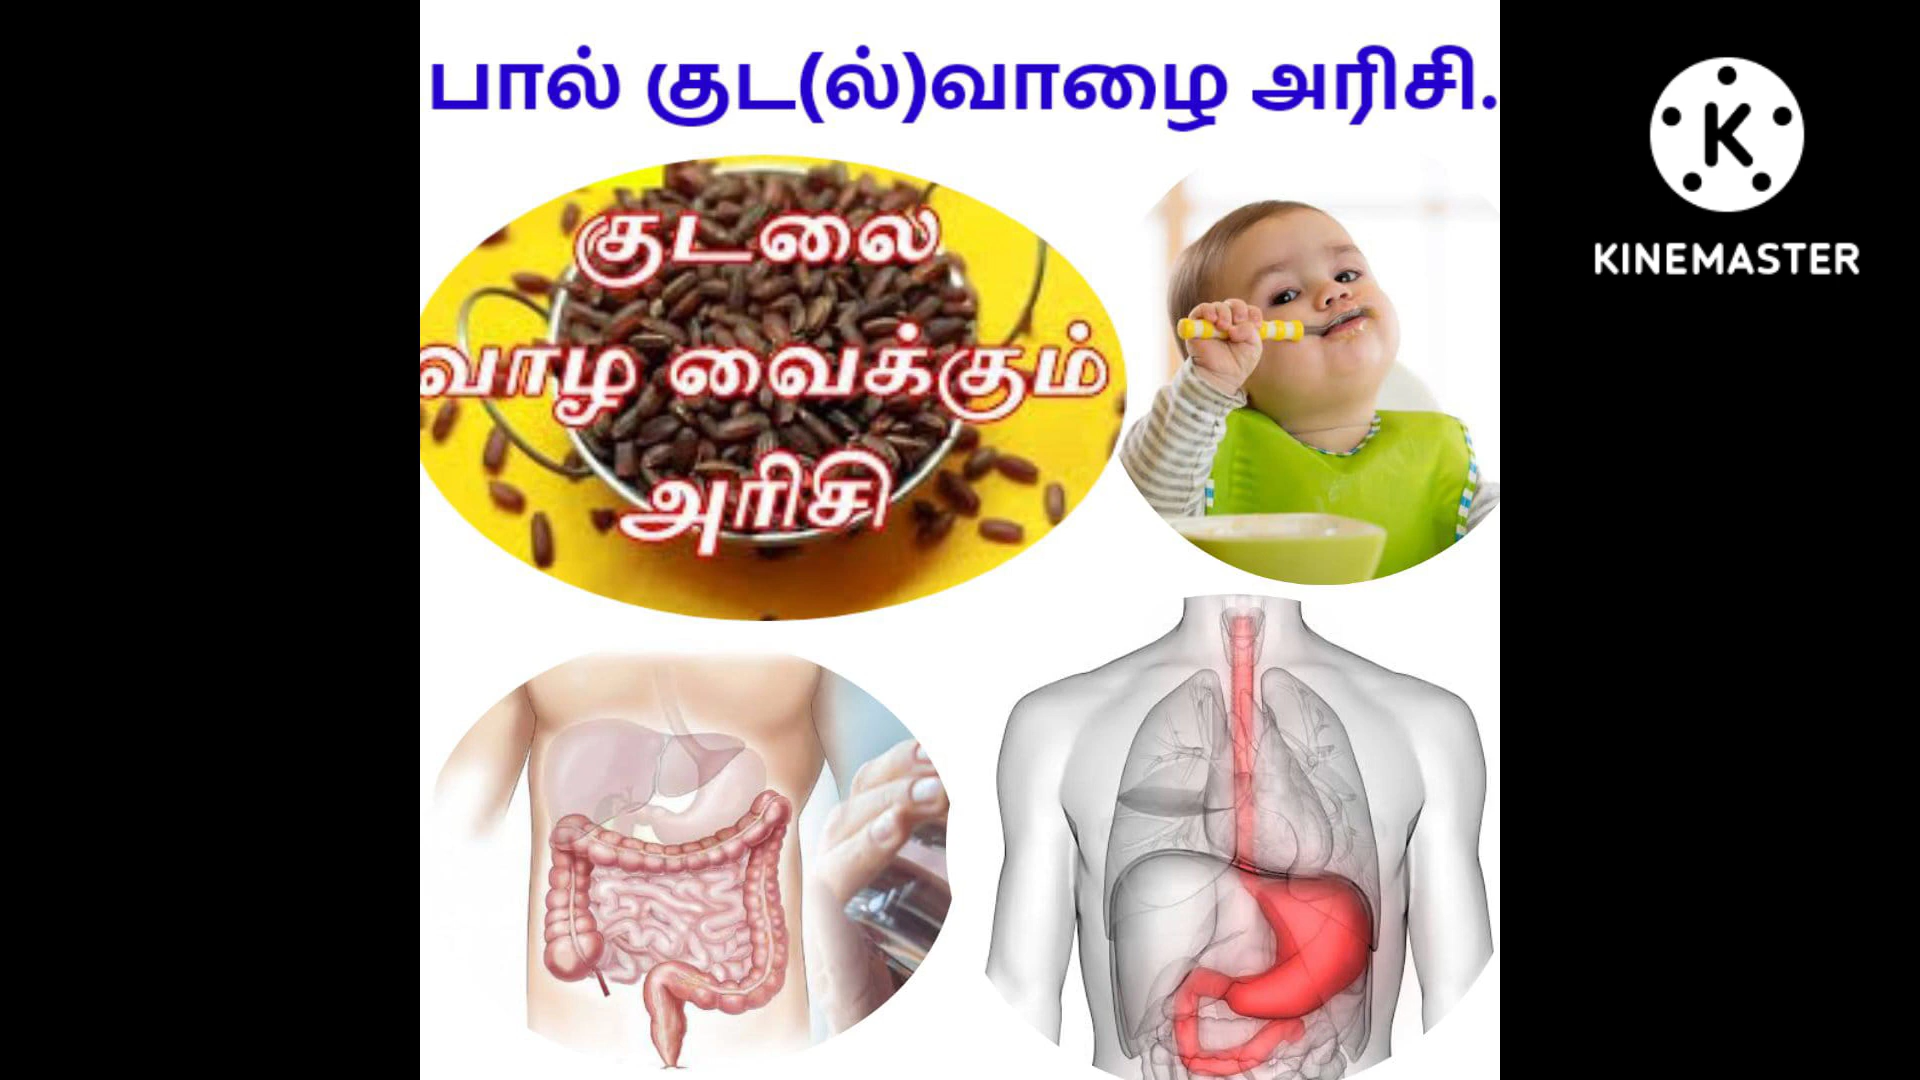 பால் குட(ல்)வாழை அரிசி.
குடலை
வாழ வைக்கும்
அரிசி
K
KINEMASTER